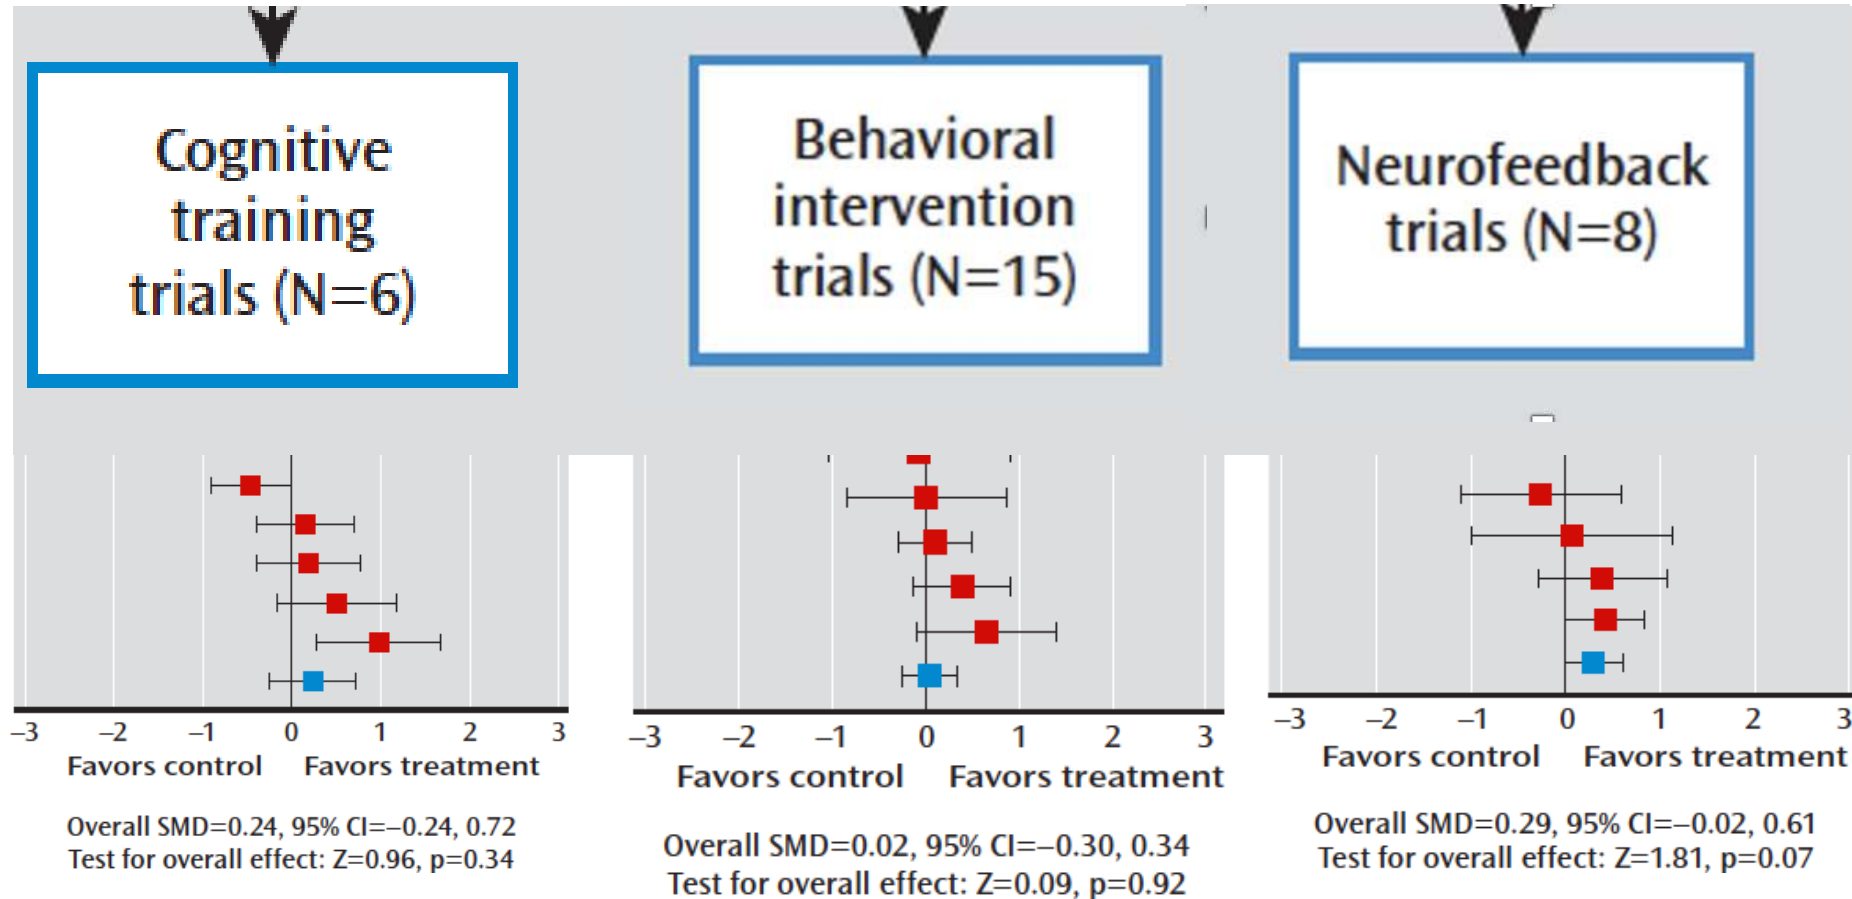 Cognitive
training
trials (N=6)
Behavioral
intervention
trials (N=15)
Neurofeedback
trials (N=8)
–3 –2 –1 0 1 2 3
Favors control Favors treatment
Overall SMD=0.24, 95% CI=–0.24, 0.72
Test for overall effect: Z=0.96, p=0.34
–3 –2 –1 0 1 2 3
Favors control Favors treatment
Overall SMD=0.02, 95% CI=–0.30, 0.34
Test for overall effect: Z=0.09, p=0.92
–3 –2 –1 0 1 2 3
Favors control Favors treatment
Overall SMD=0.29, 95% CI=–0.02, 0.61
Test for overall effect: Z=1.81, p=0.07